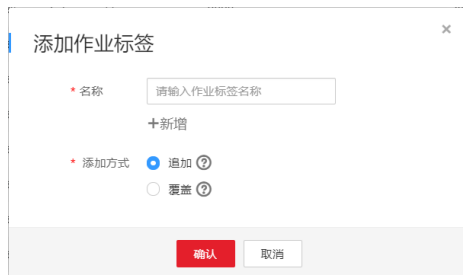 添加作业标签
* 名称 请输入作业标签名称
+新增
* 添加方式 追加 ?
覆盖 ?
确认 取消